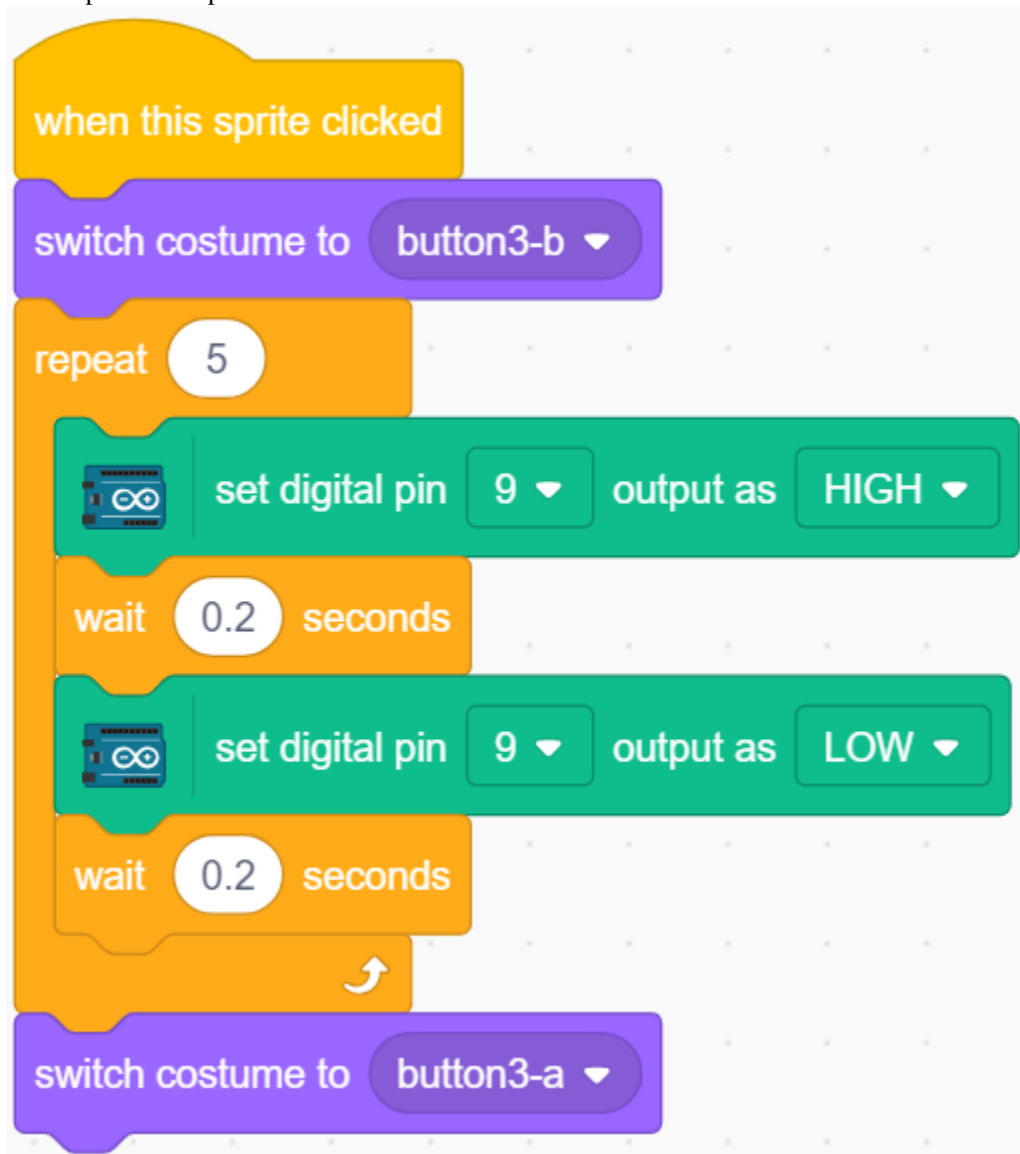 when this sprite clicked
switch costume to button3-b
repeat 5
set digital pin 9 output as HIGH
wait 0.2 seconds
set digital pin 9 output as LOW
wait 0.2 seconds
switch costume to button3-a